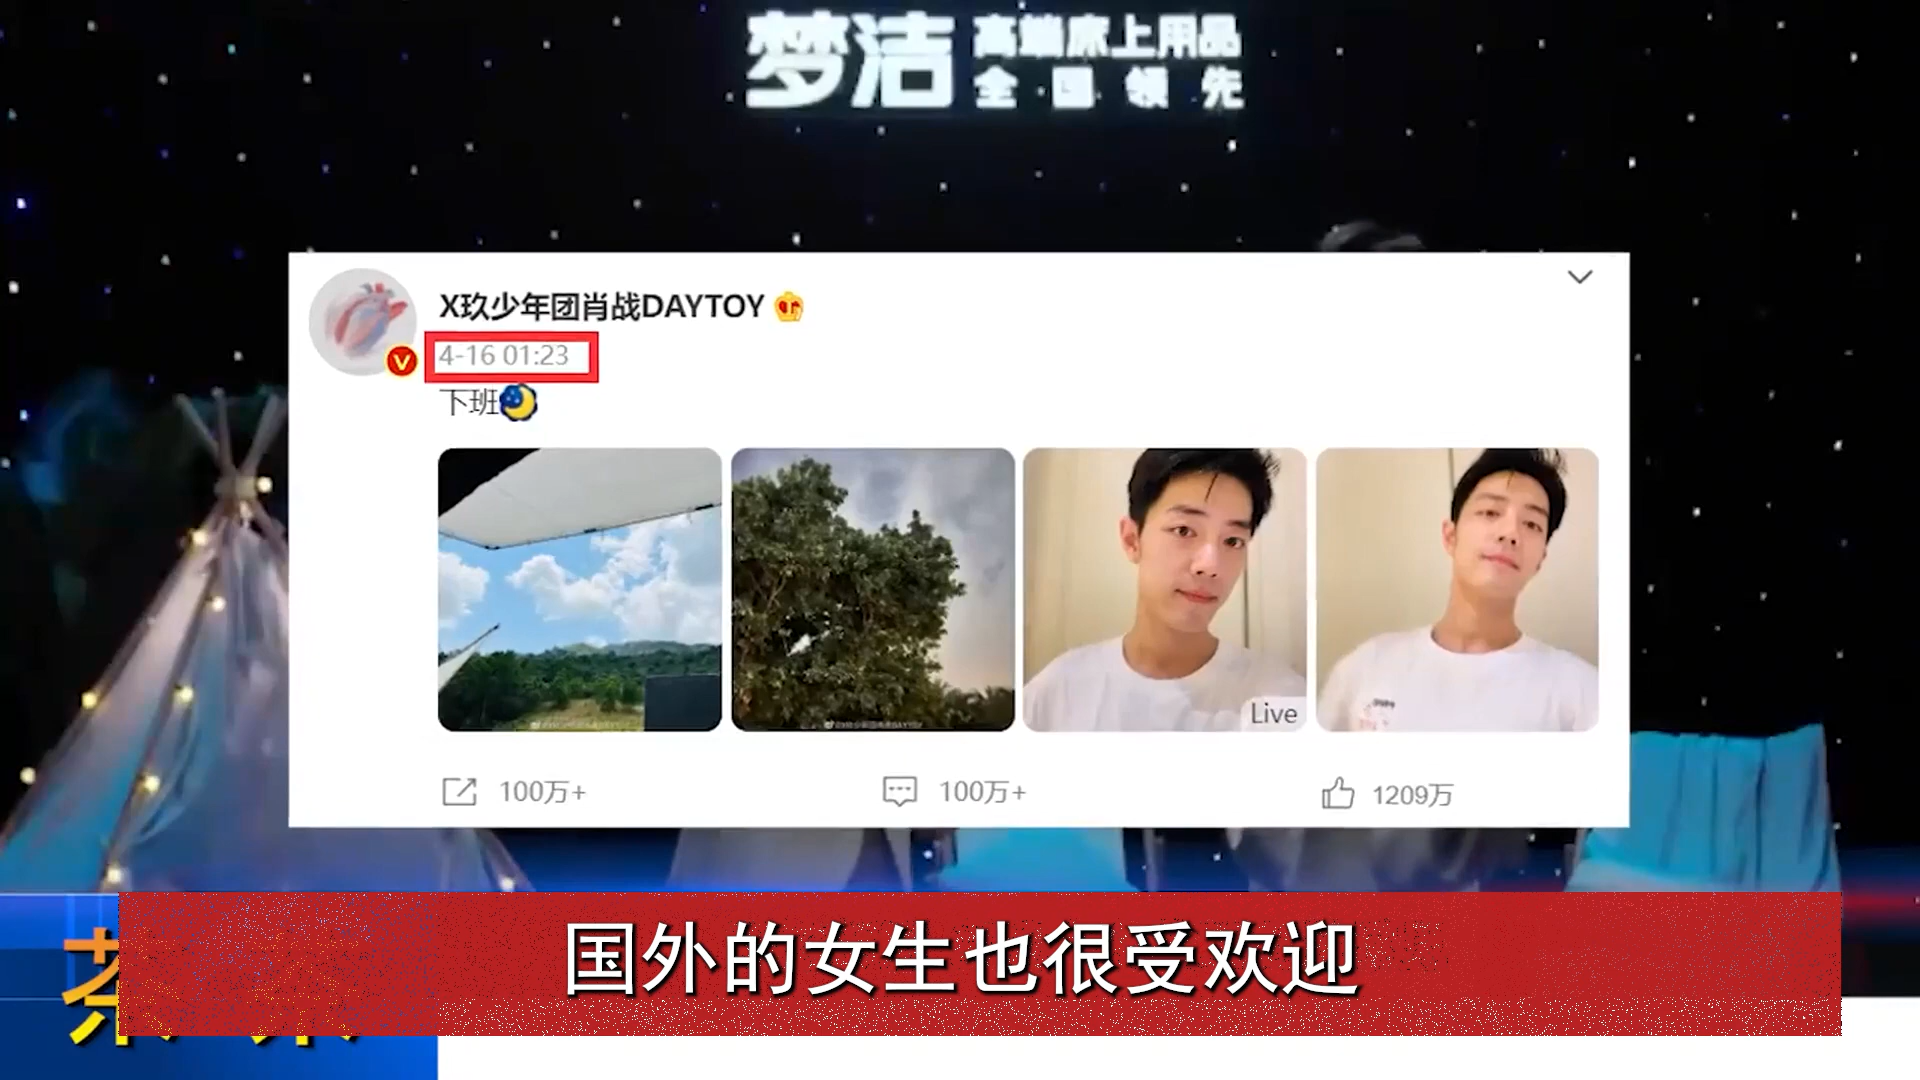 梦洁 高端床上用品
全国领先
X玖少年团肖战DAYTOY
4-16 01:23
下班
Live
100万+
100万+
1209万
国外的女生也很受欢迎